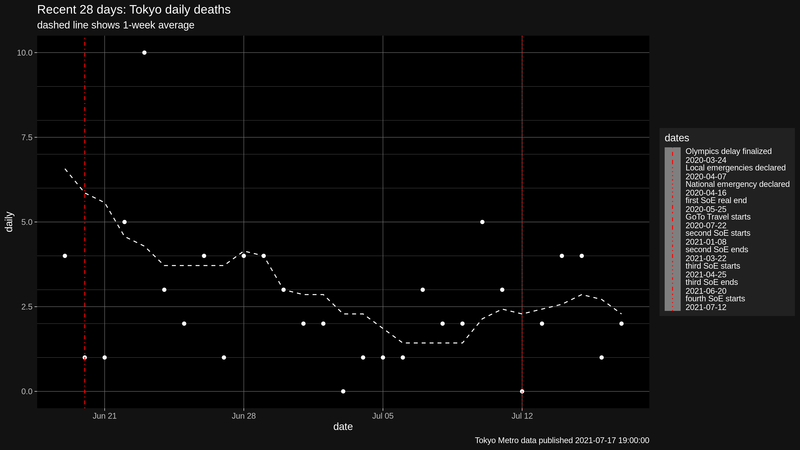 Recent 28 days: Tokyo daily deaths
dashed line shows 1-week average
10.0
7.5
5.0
2.5
0.0
daily
Jun 21
Jun 28
Jul 05
Jul 12
date
dates
Olympics delay finalized
2020-03-24
Local emergencies declared
2020-04-07
National emergency declared
2020-04-16
first SoE real end
2020-05-25
GoTo Travel starts
2020-07-22
second SoE starts
2021-01-08
second SoE ends
2021-03-22
third SoE starts
2021-04-25
third SoE ends
2021-06-20
fourth SoE starts
2021-07-12
Tokyo Metro data published 2021-07-17 19:00:00